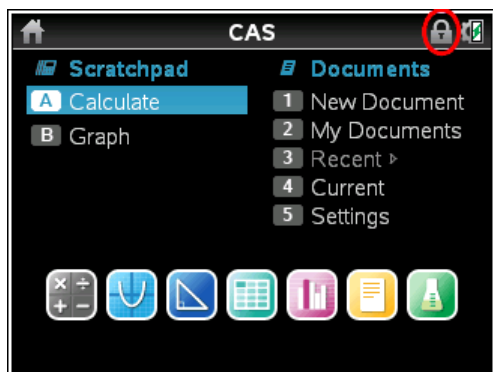 CAS
Scratchpad
A Calculate
B Graph
Documents
1 New Document
2 My Documents
3 Recent ▹
4 Current
5 Settings